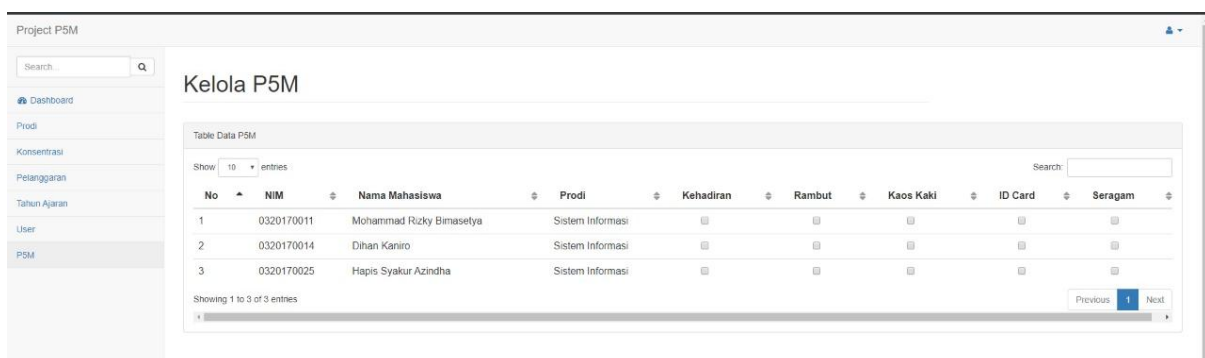 Project P5M
Search...
Dashboard
Prodi
Konsentrasi
Pelanggaran
Tahun Ajaran
User
P5M
Kelola P5M
Table Data P5M
Show 10 entries
Search:
No NIM Nama Mahasiswa Prodi Kehadiran Rambut Kaos Kaki ID Card Seragam
1 0320170011 Mohammad Rizky Bimasetya Sistem Informasi
2 0320170014 Dihan Kaniro Sistem Informasi
3 0320170025 Hapis Syakur Azindha Sistem Informasi
Showing 1 to 3 of 3 entries
Previous 1 Next